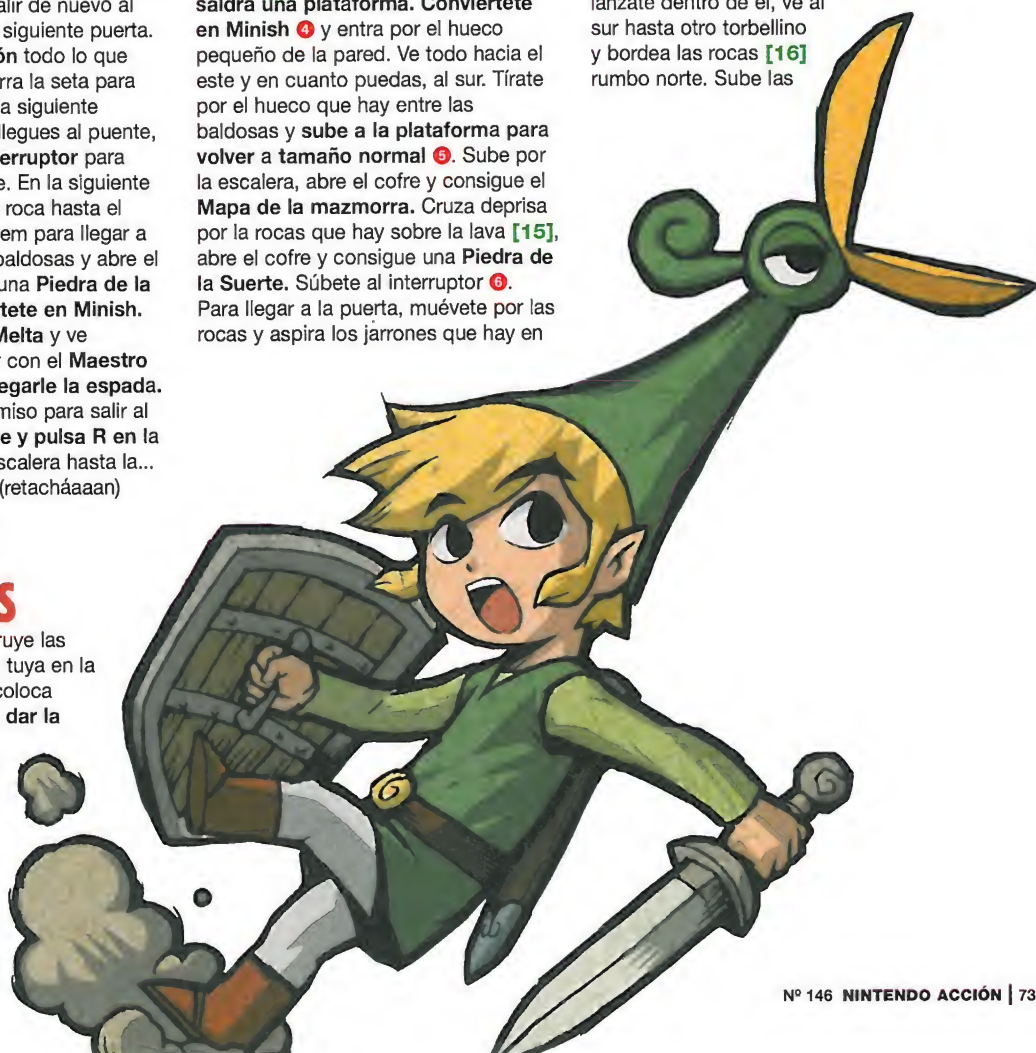 alir de nuevo al
siguiente puerta.
ón todo lo que
rra la seta para
a siguiente
llegues al puente,
erruptor para
e. En la siguiente
roca hasta el
em para llegar a
baldosas y abre el
una Piedra de la
tete en Minish.
Melta y ve
r con el Maestro
egarle la espada.
miso para salir al
e y pulsa R en la
scalera hasta la...
(retacháaaan)
S
ruye las
tuya en la
coloca
dar la
saldrá una plataforma. Conviértete
en Minish 4 y entra por el hueco
pequeño de la pared. Ve todo hacia el
este y en cuanto puedas, al sur. Tírate
por el hueco que hay entre las
baldosas y sube a la plataforma para
volver a tamaño normal 5. Sube por
la escalera, abre el cofre y consigue el
Mapa de la mazmorra. Cruza deprisa
por la rocas que hay sobre la lava [15],
abre el cofre y consigue una Piedra de
la Suerte. Súbete al interruptor 6.
Para llegar a la puerta, muévete por las
rocas y aspira los jarrones que hay en
lánzate dentro de él, ve al
sur hasta otro torbellino
y bordea las rocas [16]
rumbo norte. Sube las
Nº 146 NINTENDO ACCIÓN | 73